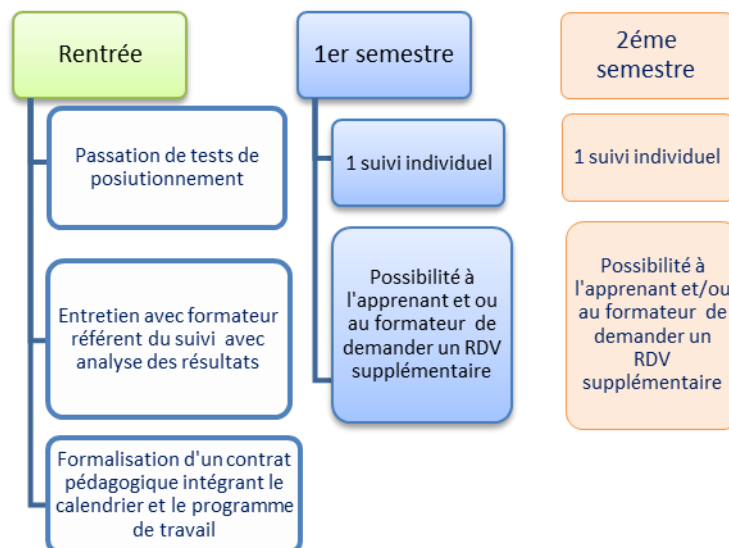 Rentrée
Passation de tests de
posiutionnement
Entretien avec formateur
référent du suivi avec
analyse des résultats
Formalisation d'un contrat
pédagogique intégrant le
calendrier et le programme
de travail
1er semestre
1 suivi individuel
Possibilité à
l'apprenant et ou
au formateur de
demander un RDV
supplémentaire
2éme
semestre
1 suivi individuel
Possibilité à
l'apprenant et/ou
au formateur de
demander un
RDV
supplémentaire